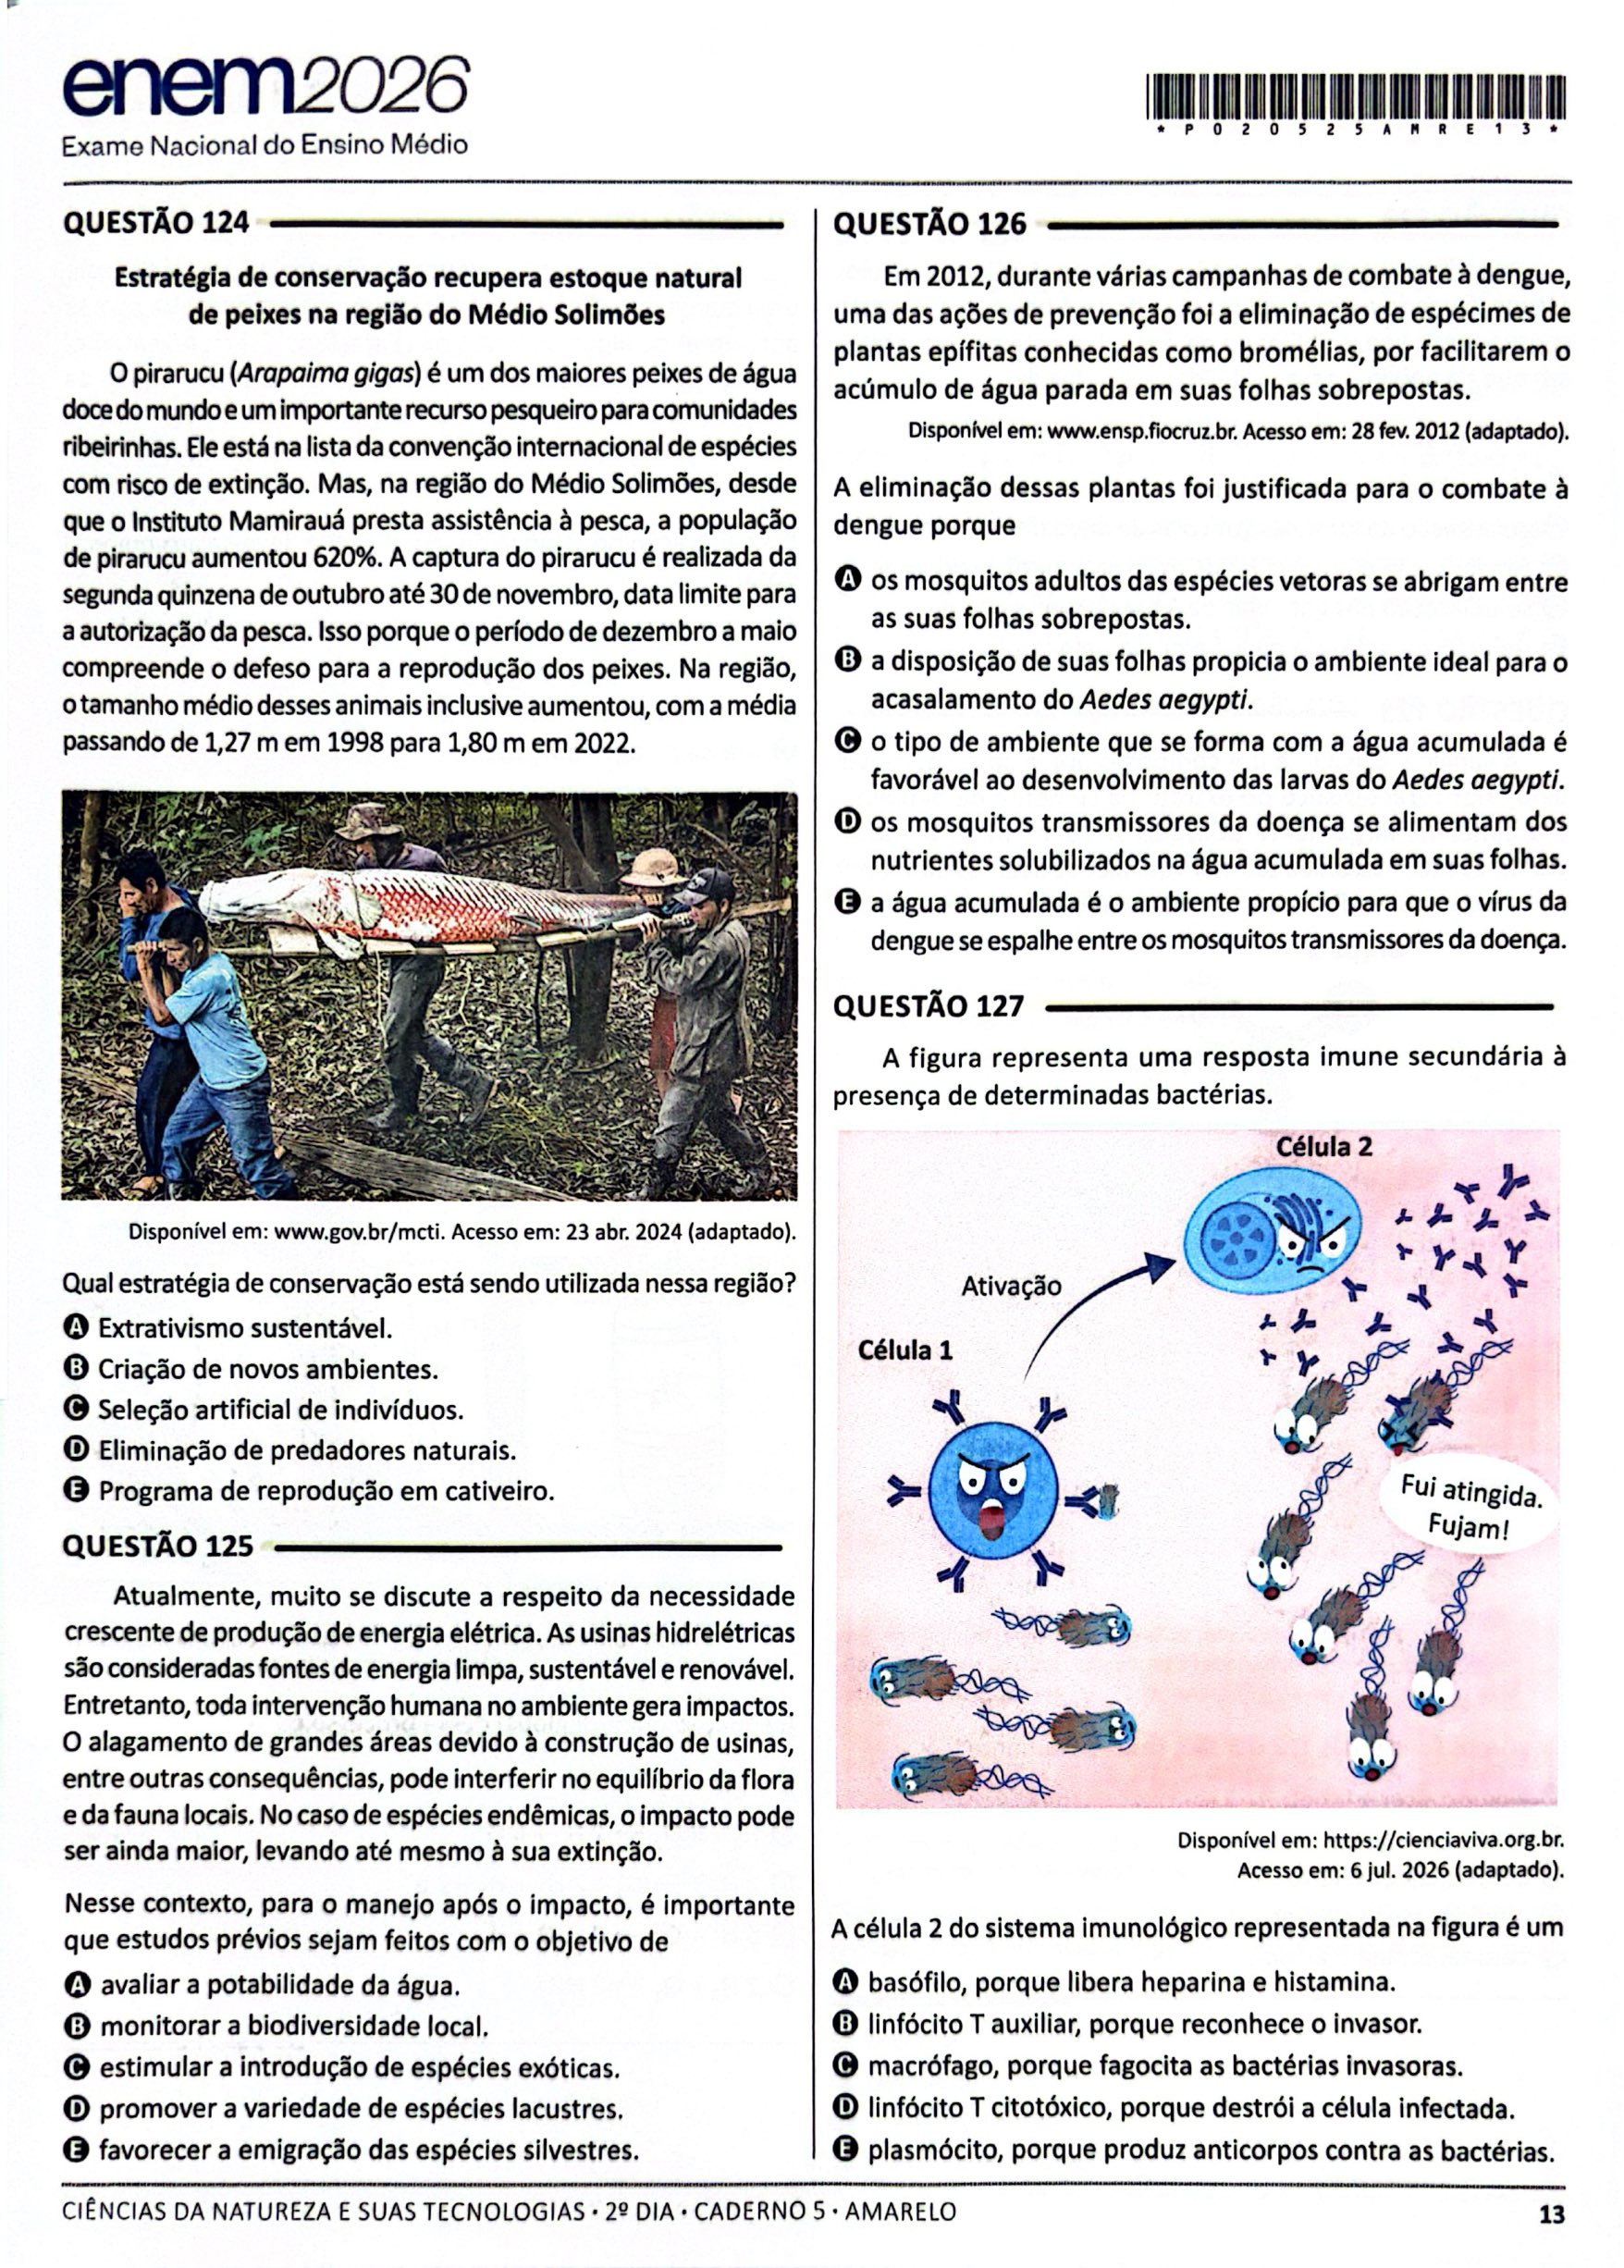 enem2026
Exame Nacional do Ensino Médio
*P020525AMRE13*
QUESTÃO 124
Estratégia de conservação recupera estoque natural
de peixes na região do Médio Solimões
O pirarucu (Arapaima gigas) é um dos maiores peixes de água
doce do mundo e um importante recurso pesqueiro para comunidades
ribeirinhas. Ele está na lista da convenção internacional de espécies
com risco de extinção. Mas, na região do Médio Solimões, desde
que o Instituto Mamirauá presta assistência à pesca, a população
de pirarucu aumentou 620%. A captura do pirarucu é realizada da
segunda quinzena de outubro até 30 de novembro, data limite para
a autorização da pesca. Isso porque o período de dezembro a maio
compreende o defeso para a reprodução dos peixes. Na região,
o tamanho médio desses animais inclusive aumentou, com a média
passando de 1,27 m em 1998 para 1,80 m em 2022.
Disponível em: www.gov.br/mcti. Acesso em: 23 abr. 2024 (adaptado).
Qual estratégia de conservação está sendo utilizada nessa região?
A Extrativismo sustentável.
B Criação de novos ambientes.
C Seleção artificial de indivíduos.
D Eliminação de predadores naturais.
E Programa de reprodução em cativeiro.
QUESTÃO 125
Atualmente, muito se discute a respeito da necessidade
crescente de produção de energia elétrica. As usinas hidrelétricas
são consideradas fontes de energia limpa, sustentável e renovável.
Entretanto, toda intervenção humana no ambiente gera impactos.
O alagamento de grandes áreas devido à construção de usinas,
entre outras consequências, pode interferir no equilíbrio da flora
e da fauna locais. No caso de espécies endêmicas, o impacto pode
ser ainda maior, levando até mesmo à sua extinção.
Nesse contexto, para o manejo após o impacto, é importante
que estudos prévios sejam feitos com o objetivo de
A avaliar a potabilidade da água.
B monitorar a biodiversidade local.
C estimular a introdução de espécies exóticas.
D promover a variedade de espécies lacustres.
E favorecer a emigração das espécies silvestres.
QUESTÃO 126
Em 2012, durante várias campanhas de combate à dengue,
uma das ações de prevenção foi a eliminação de espécimes de
plantas epífitas conhecidas como bromélias, por facilitarem o
acúmulo de água parada em suas folhas sobrepostas.
Disponível em: www.ensp.fiocruz.br. Acesso em: 28 fev. 2012 (adaptado).
A eliminação dessas plantas foi justificada para o combate à
dengue porque
A os mosquitos adultos das espécies vetoras se abrigam entre
as suas folhas sobrepostas.
B a disposição de suas folhas propicia o ambiente ideal para o
acasalamento do Aedes aegypti.
C o tipo de ambiente que se forma com a água acumulada é
favorável ao desenvolvimento das larvas do Aedes aegypti.
D os mosquitos transmissores da doença se alimentam dos
nutrientes solubilizados na água acumulada em suas folhas.
E a água acumulada é o ambiente propício para que o vírus da
dengue se espalhe entre os mosquitos transmissores da doença.
QUESTÃO 127
A figura representa uma resposta imune secundária à
presença de determinadas bactérias.
Célula 2
Ativação
Célula 1
Fui atingida.
Fujam!
Disponível em: https://cienciaviva.org.br.
Acesso em: 6 jul. 2026 (adaptado).
A célula 2 do sistema imunológico representada na figura é um
A basófilo, porque libera heparina e histamina.
B linfócito T auxiliar, porque reconhece o invasor.
C macrófago, porque fagocita as bactérias invasoras.
D linfócito T citotóxico, porque destrói a célula infectada.
E plasmócito, porque produz anticorpos contra as bactérias.
CIÊNCIAS DA NATUREZA E SUAS TECNOLOGIAS • 2º DIA • CADERNO 5 • AMARELO
13